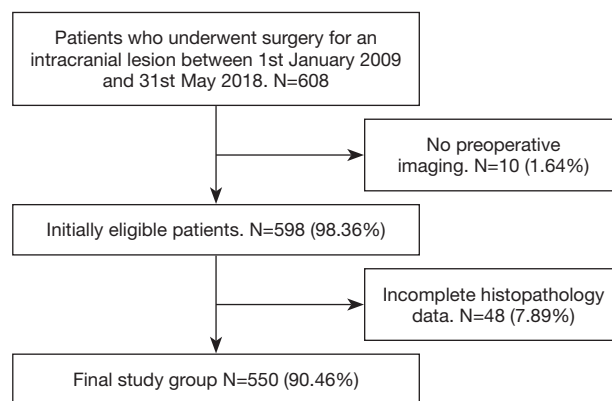 Patients who underwent surgery for an
intracranial lesion between 1st January 2009
and 31st May 2018. N=608
No preoperative
imaging. N=10 (1.64%)
Initially eligible patients. N=598 (98.36%)
Incomplete histopathology
data. N=48 (7.89%)
Final study group N=550 (90.46%)